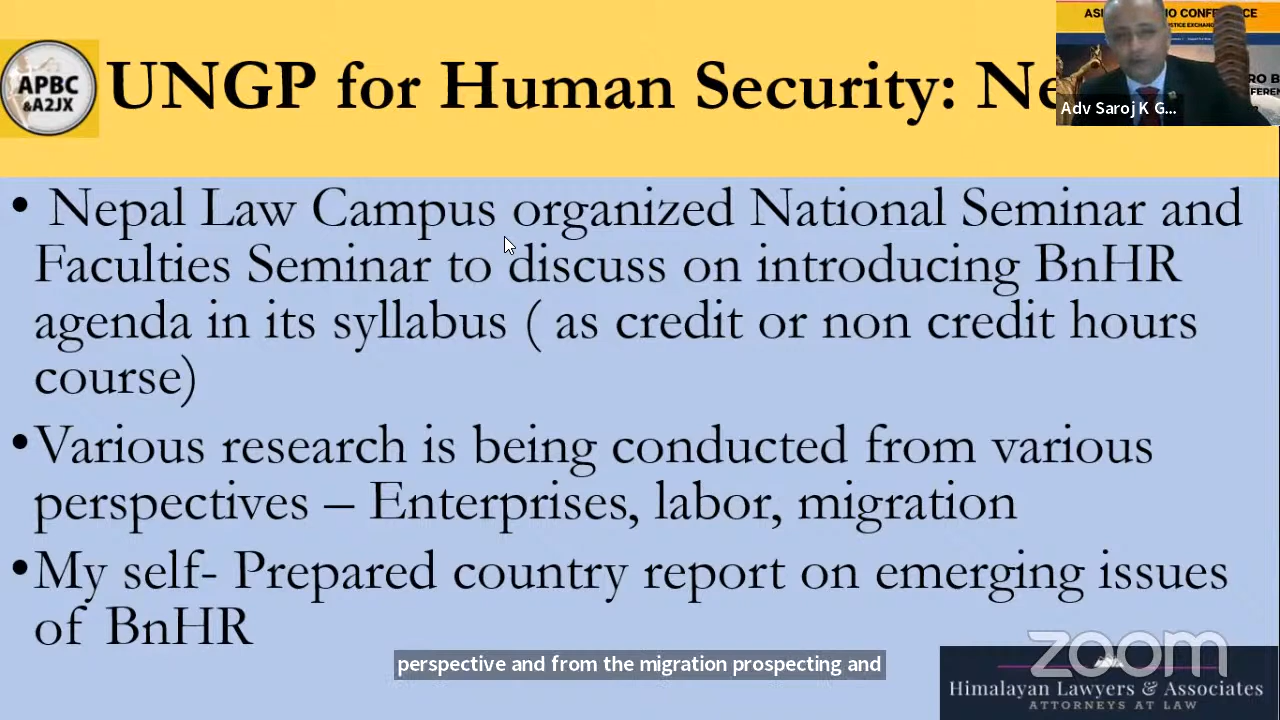 APBC
&A2JX
UNGP for Human Security: Ne
Adv Saroj K G...
• Nepal Law Campus organized National Seminar and
Faculties Seminar to discuss on introducing BnHR
agenda in its syllabus ( as credit or non credit hours
course)
•Various research is being conducted from various
perspectives – Enterprises, labor, migration
•My self- Prepared country report on emerging issues
of BnHR
perspective and from the migration prospecting and
zoom
Himalayan Lawyers & Associates
ATTORNEYS AT LAW